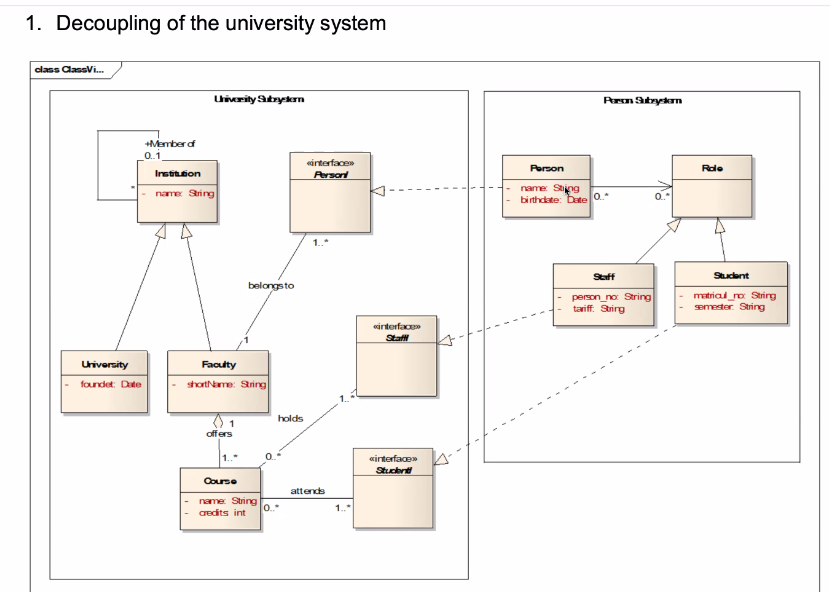 1. Decoupling of the university system
class ClassVi...
University Subsystem
+Member of
0..1
*
Institution
- name: String
«interface»
PersonI
1..*
belongs to
1
University
- foundet: Date
Faculty
- shortName: String
1
offers
1..*
holds
0..*
1..*
«interface»
StaffI
Course
- name: String
- credits int
attends
0..*
1..*
«interface»
StudentI
Person Subsystem
Person
- name: String
- birthdate: Date
0..*
0..*
Role
Staff
- person_no: String
- tariff: String
Student
- matricul_no: String
- semester: String